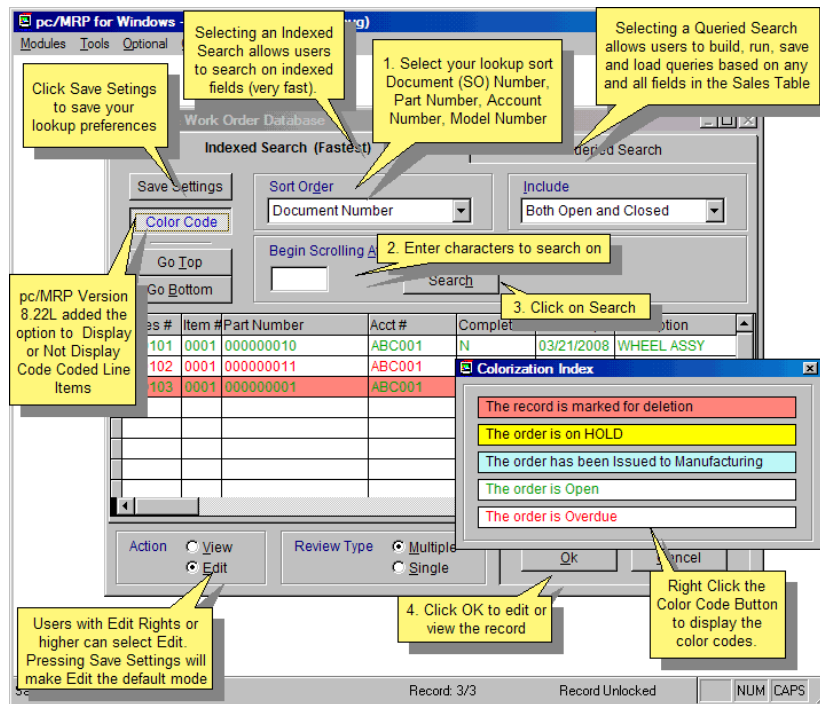 pc/MRP for Windows -
Modules Tools Optional
Selecting an Indexed
Search allows users
to search on indexed
fields (very fast).
Selecting a Queried Search
allows users to build, run, save
and load queries based on any
and all fields in the Sales Table
1. Select your lookup sort
Document (SO) Number,
Part Number, Account
Number, Model Number
Click Save Setings
to save your
lookup preferences
Work Order Database
Indexed Search (Fastest)
Search
Save Settings
Color Code
Go Top
Go Bottom
Sort Order
Document Number
Include
Both Open and Closed
Begin Scrolling
2. Enter characters to search on
Search
3. Click on Search
pc/MRP Version
8.22L added the
option to Display
or Not Display
Code Coded Line
Items
es # Item # Part Number Acct # Complet ption
101 0001 000000010 ABC001 N 03/21/2008 WHEEL ASSY
102 0001 000000011 ABC001
103 0001 000000001 ABC001
Colorization Index
The record is marked for deletion
The order is on HOLD
The order has been Issued to Manufacturing
The order is Open
The order is Overdue
Action View Edit
Review Type Multiple Single
Ok Cancel
Users with Edit Rights or
higher can select Edit.
Pressing Save Settings will
make Edit the default mode
4. Click OK to edit or
view the record
Right Click the
Color Code Button
to display the
color codes.
Record: 3/3 Record Unlocked NUM CAPS